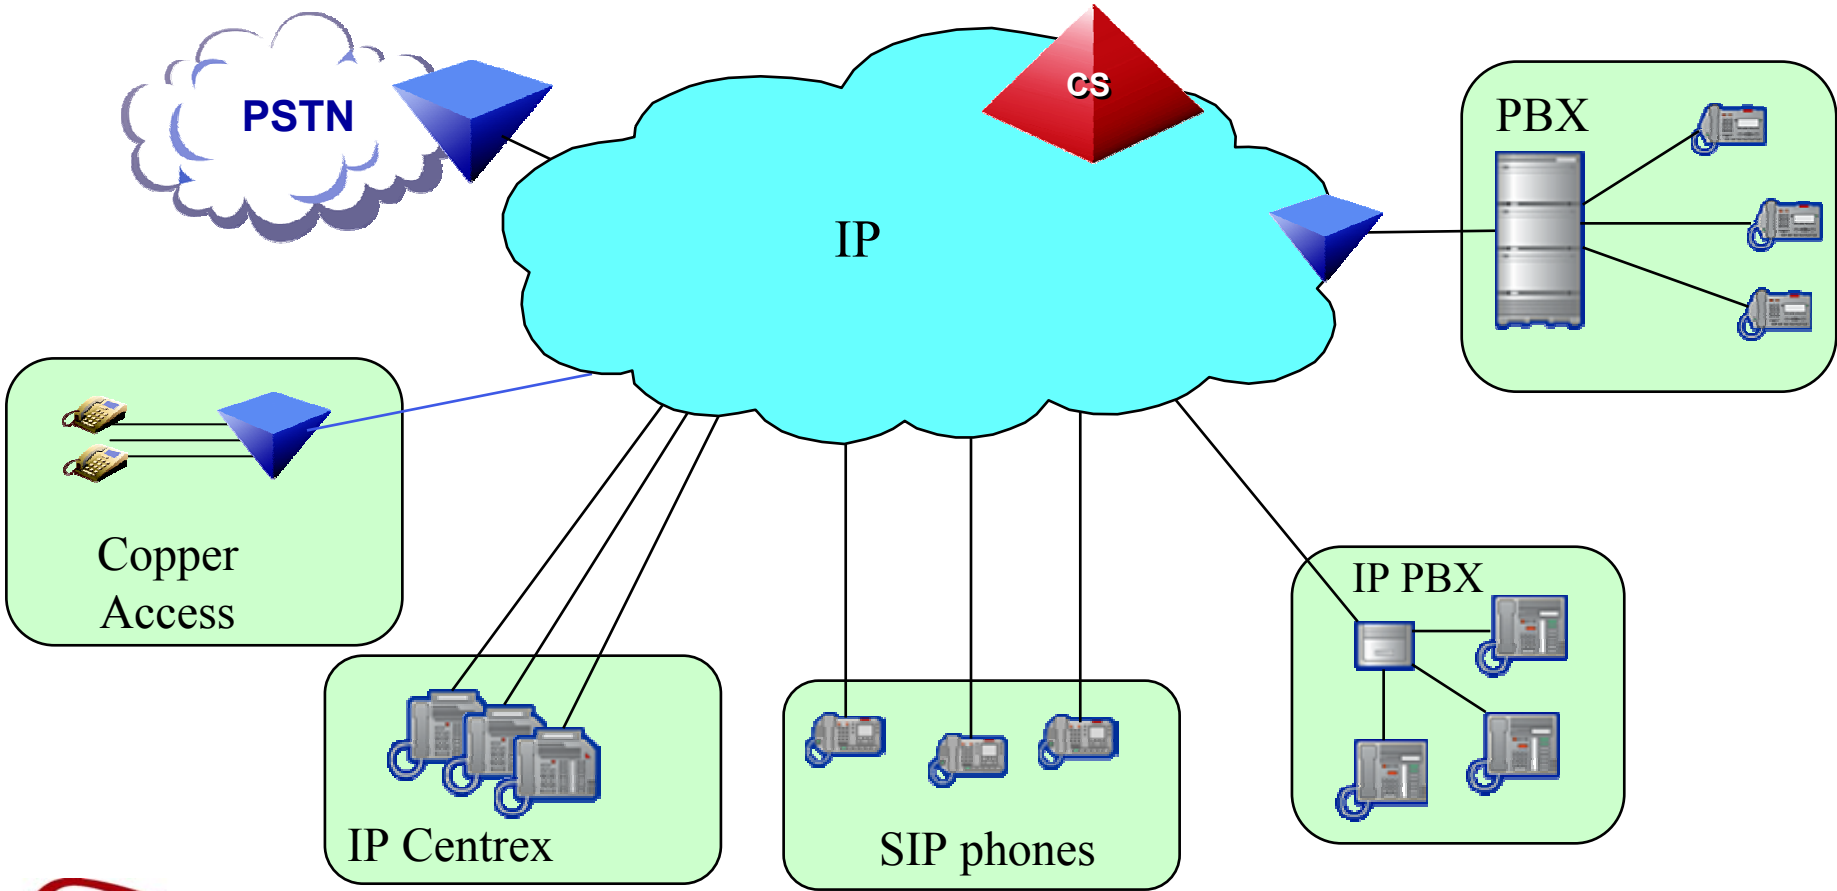 PSTN
CS
PBX
IP
Copper
Access
IP PBX
IP Centrex
SIP phones